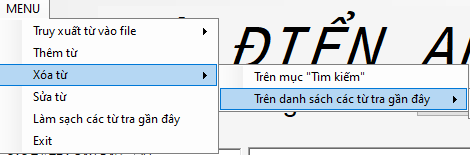 MENU
Truy xuất từ vào file
Thêm từ
Xóa từ
Sửa từ
Làm sạch các từ tra gần đây
Exit
Trên mục "Tìm kiếm"
Trên danh sách các từ tra gần đây
ĐTIỂN